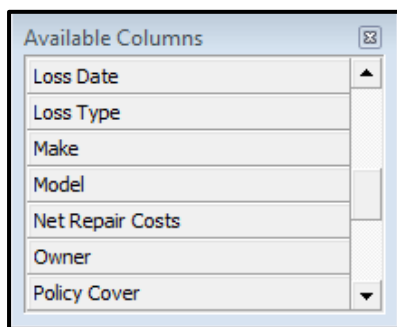 Available Columns
Loss Date
Loss Type
Make
Model
Net Repair Costs
Owner
Policy Cover